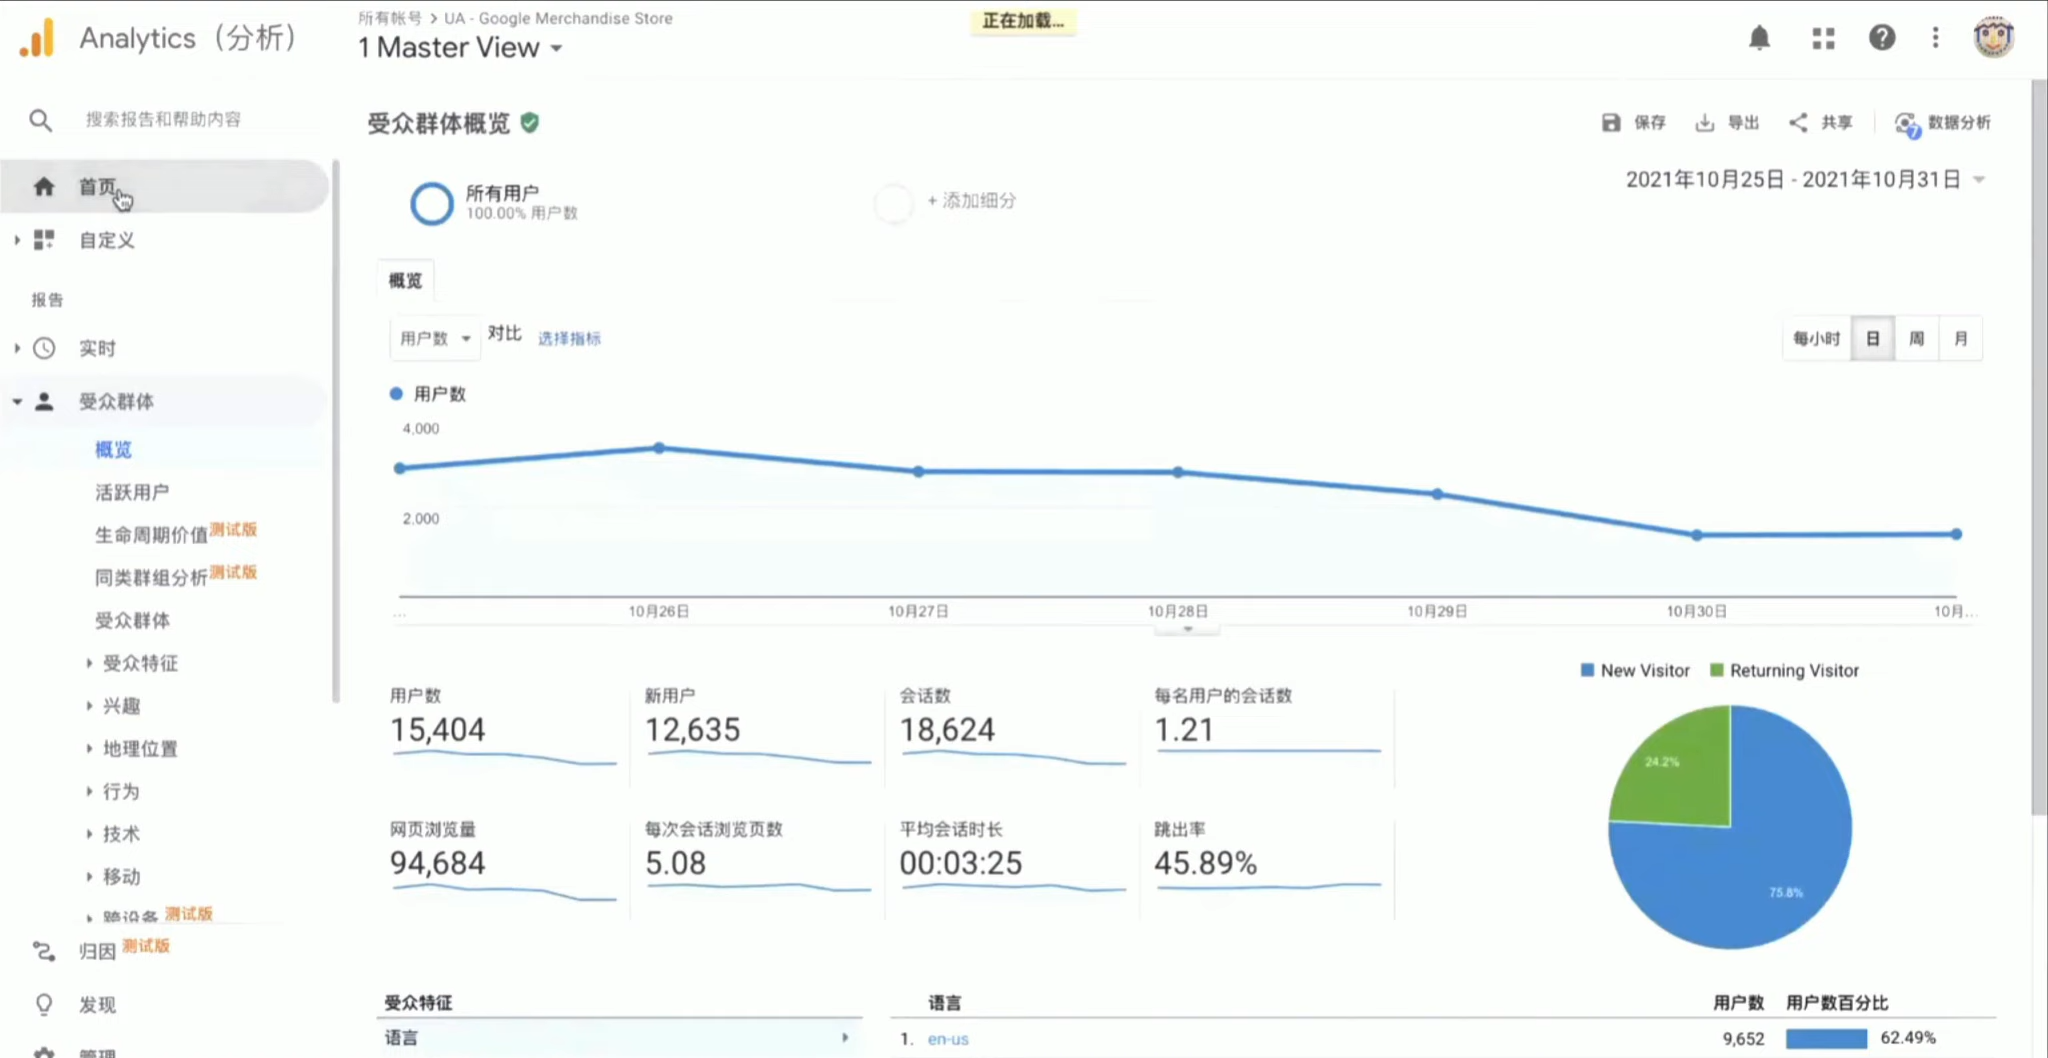 Analytics（分析）
所有帐号 > UA - Google Merchandise Store
1 Master View
正在加载...
搜索报告和帮助内容
首页
自定义
报告
实时
受众群体
概览
活跃用户
生命周期价值 测试版
同类群组分析 测试版
受众群体
受众特征
兴趣
地理位置
行为
技术
移动
跨设备 测试版
归因 测试版
发现
管理
受众群体概览
保存 导出 共享 7 数据分析
2021年10月25日 - 2021年10月31日
所有用户
100.00% 用户数
+ 添加细分
概览
用户数 对比 选择指标
每小时 日 周 月
用户数
4,000
2,000
... 10月26日 10月27日 10月28日 10月29日 10月30日 10月...
New Visitor Returning Visitor
用户数 新用户 会话数 每名用户的会话数
15,404 12,635 18,624 1.21
24.2%
网页浏览量 每次会话浏览页数 平均会话时长 跳出率
94,684 5.08 00:03:25 45.89%
75.8%
受众特征 语言 用户数 用户数百分比
语言 1. en-us 9,652 62.49%